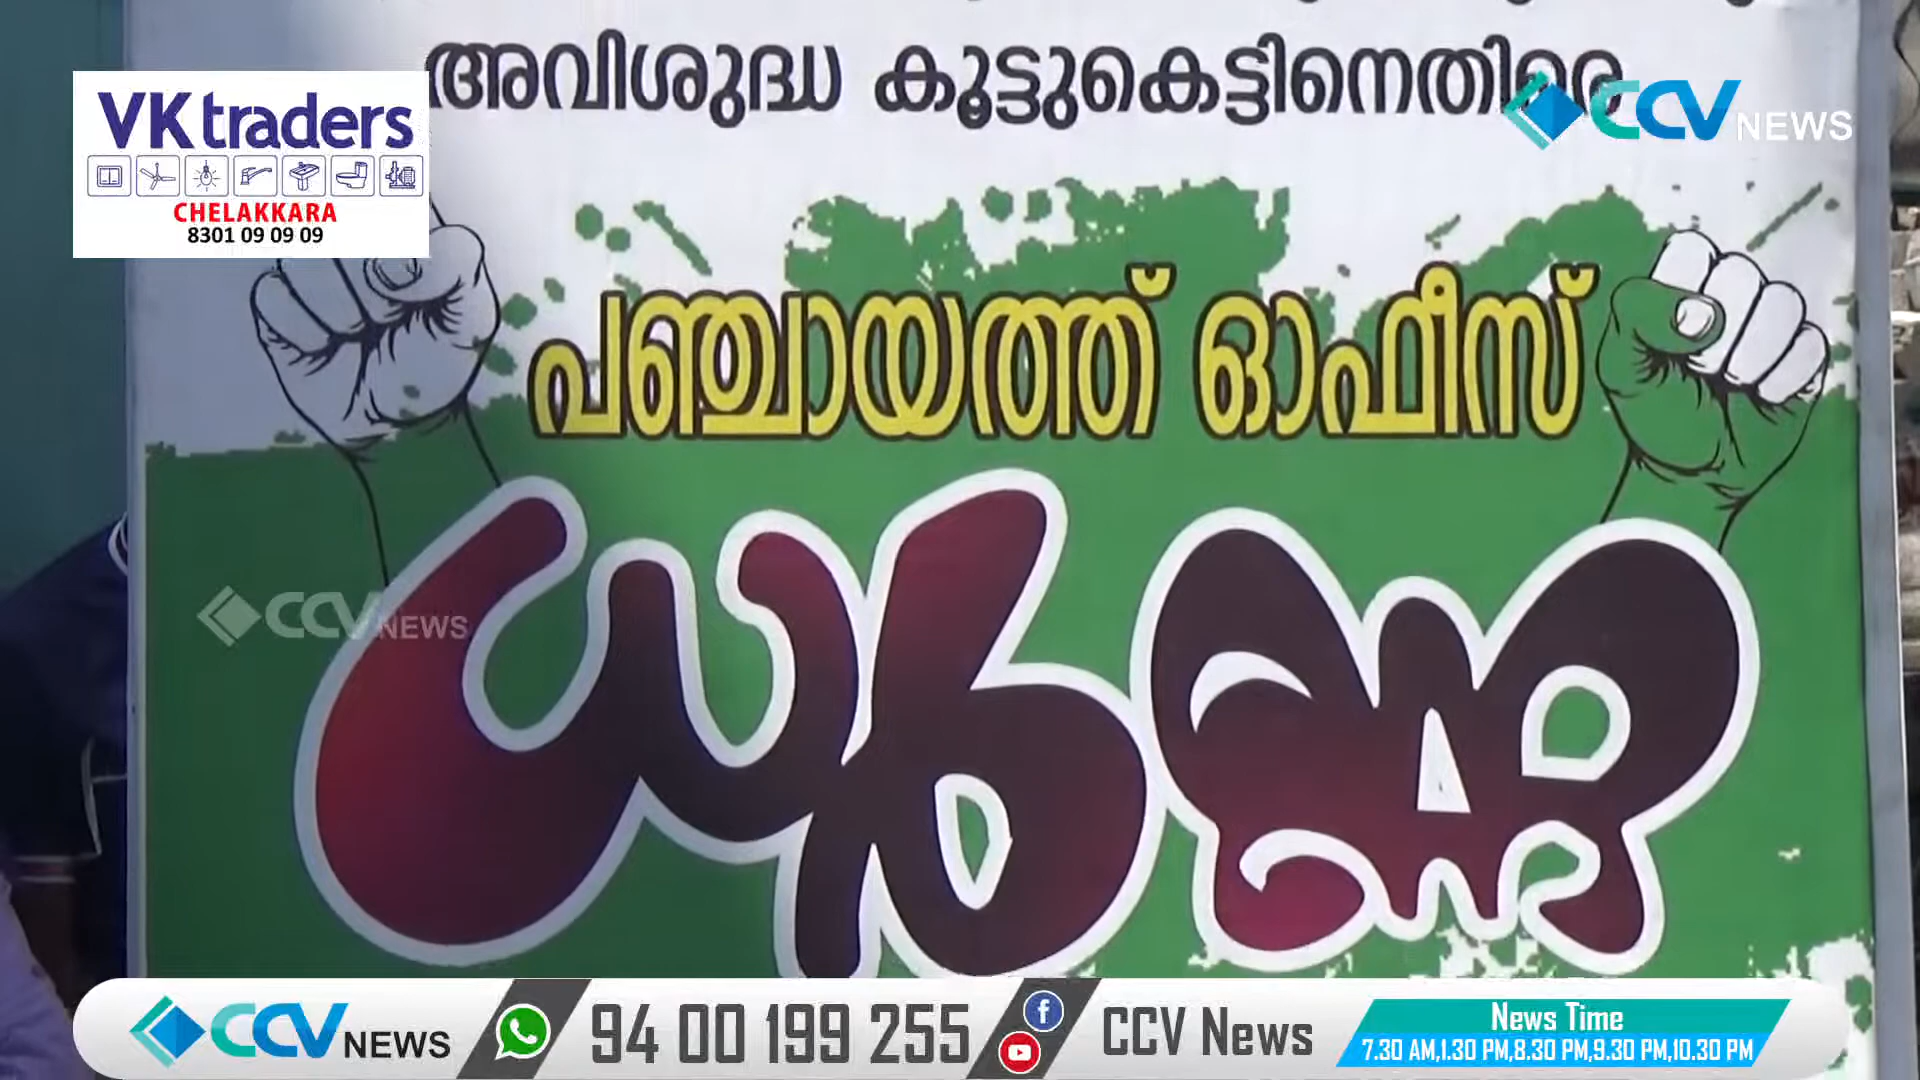 അവിശുദ്ധ കൂട്ടുകെട്ടിനെതിരെ
VK traders
CHELAKKARA
8301 09 09 09
CCV NEWS
പഞ്ചായത്ത് ഓഫീസ്
ധർണ്ണ
CCV NEWS
CCV NEWS
94 00 199 255
CCV News
News Time
7.30 AM,1.30 PM,8.30 PM,9.30 PM,10.30 PM